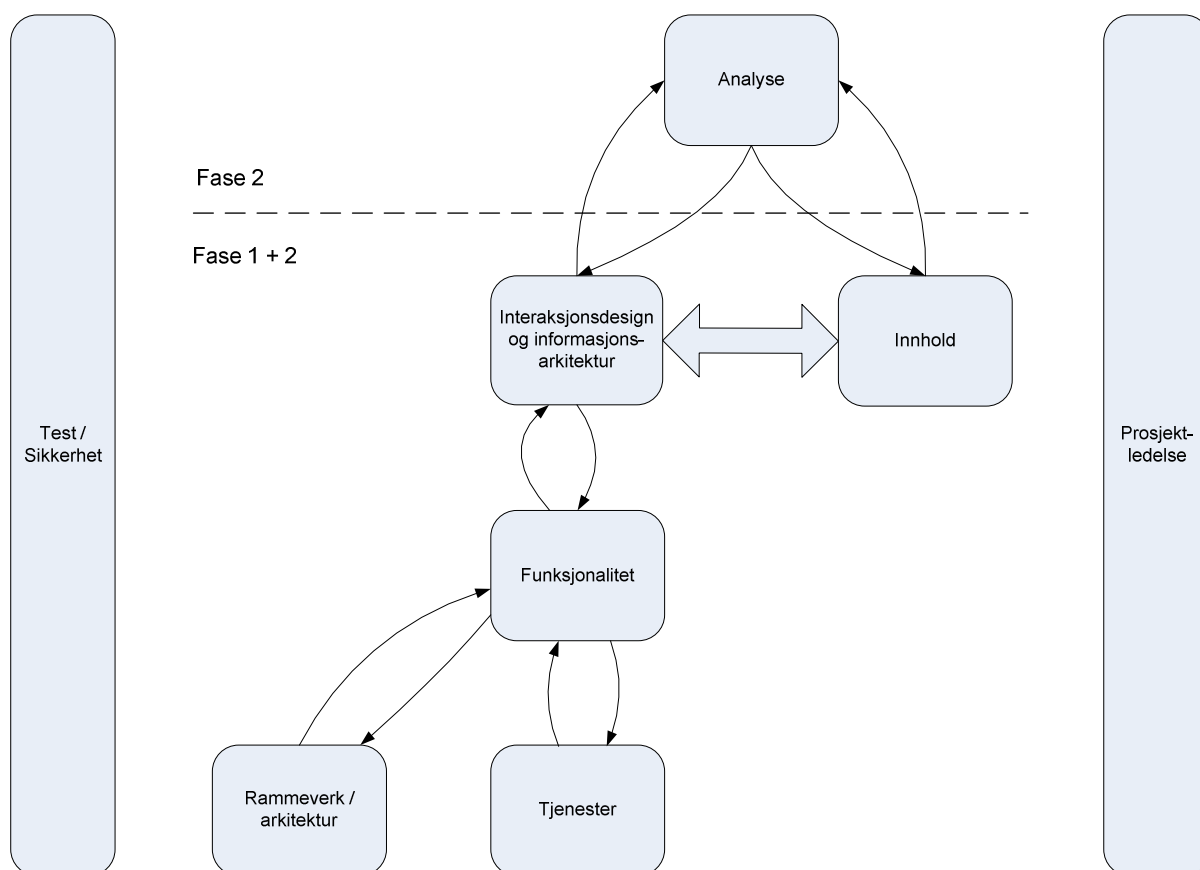 Analyse
Fase 2
Fase 1 + 2
Interaksjonsdesign
og informasjons-
arkitektur
Innhold
Test /
Sikkerhet
Prosjekt-
ledelse
Funksjonalitet
Rammeverk /
arkitektur
Tjenester